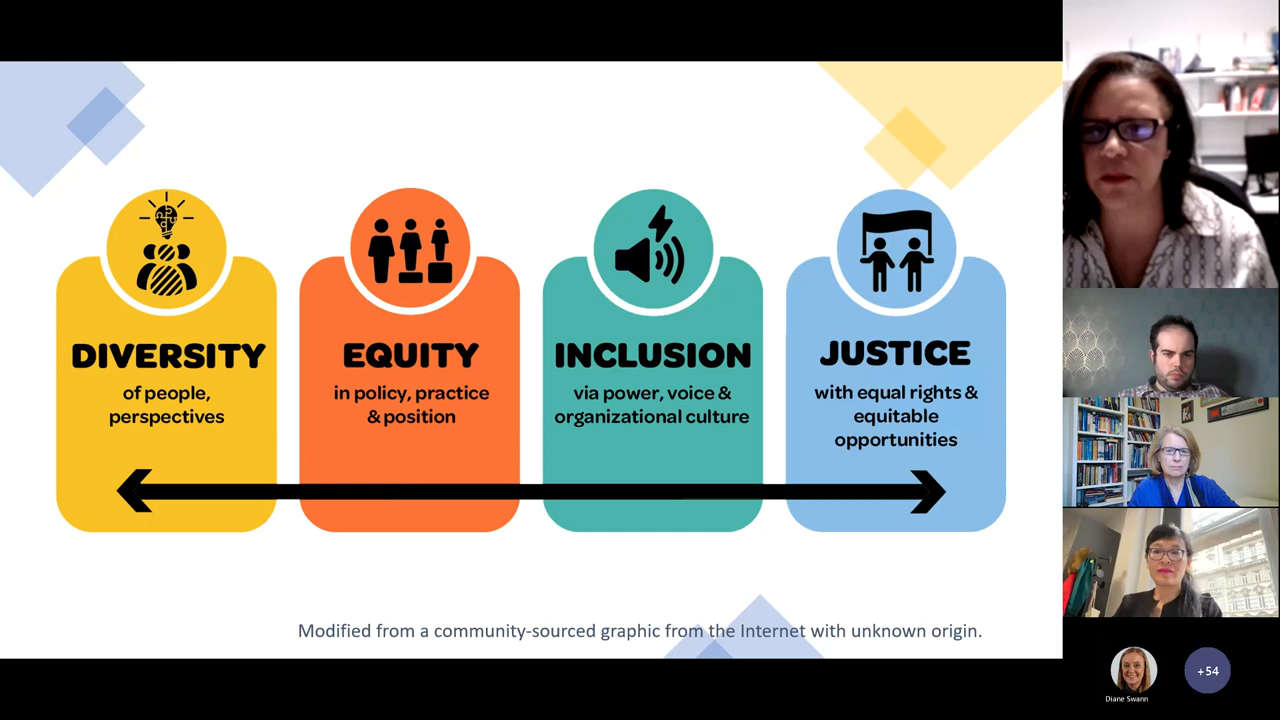 DIVERSITY
of people,
perspectives
EQUITY
in policy, practice
& position
INCLUSION
via power, voice &
organizational culture
JUSTICE
with equal rights &
equitable
opportunities
Modified from a community-sourced graphic from the Internet with unknown origin.
Diane Swann
+54